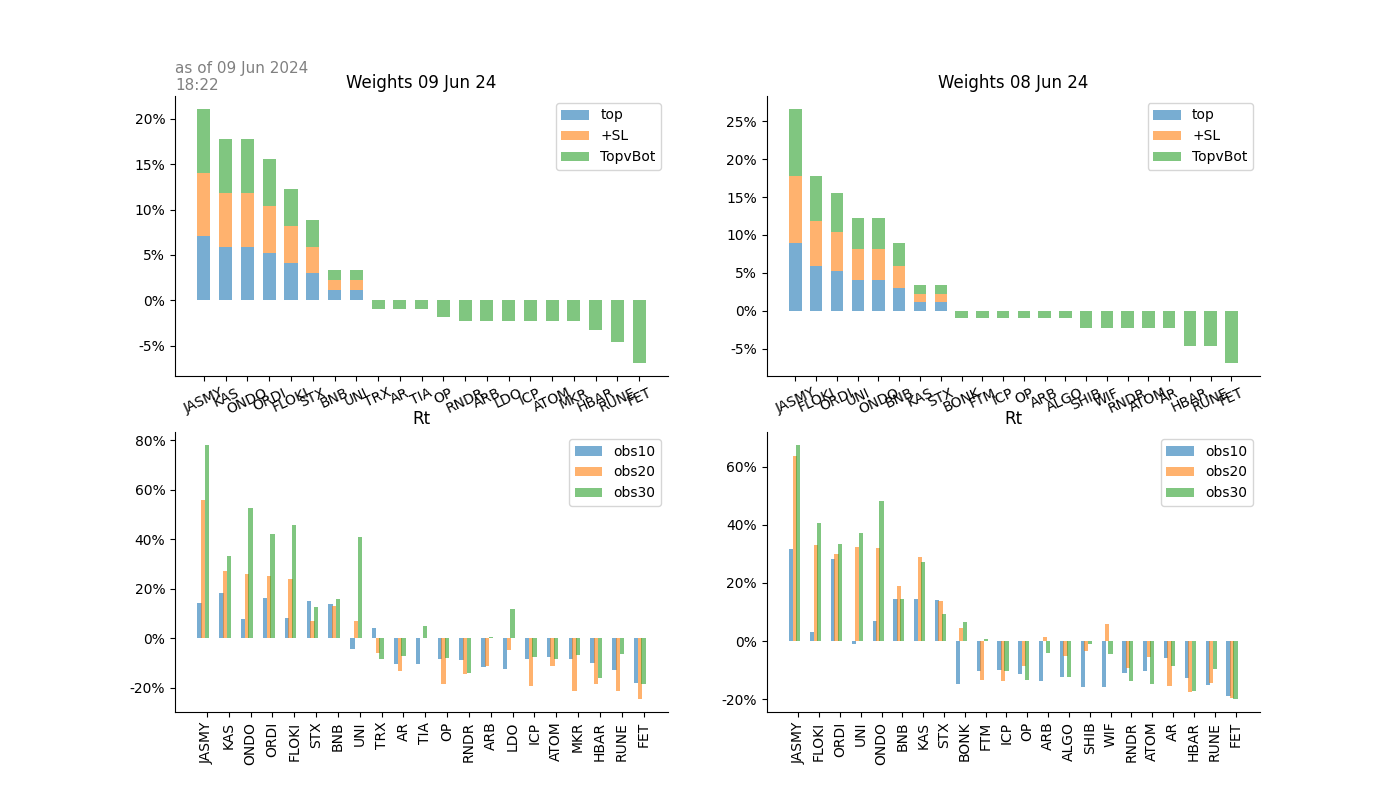 as of 09 Jun 2024
18:22
Weights 09 Jun 24
top
+SL
TopvBot
20%
15%
10%
5%
0%
-5%
JASMY KAS ONDO ORDI FLOKI STX BNB UNI TRX AR TIA OP RNDR ARB LDO ICP ATOM MKR HBAR RUNE FET
Weights 08 Jun 24
top
+SL
TopvBot
25%
20%
15%
10%
5%
0%
-5%
JASMY FLOKI ORDI UNI ONDO BNB KAS STX BONK FTM ICP OP ARB ALGO SHIB WIF RNDR ATOM AR HBAR RUNE FET
Rt
obs10
obs20
obs30
80%
60%
40%
20%
0%
-20%
JASMY KAS ONDO ORDI FLOKI STX BNB UNI TRX AR TIA OP RNDR ARB LDO ICP ATOM MKR HBAR RUNE FET
Rt
obs10
obs20
obs30
60%
40%
20%
0%
-20%
JASMY FLOKI ORDI UNI ONDO BNB KAS STX BONK FTM ICP OP ARB ALGO SHIB WIF RNDR ATOM AR HBAR RUNE FET